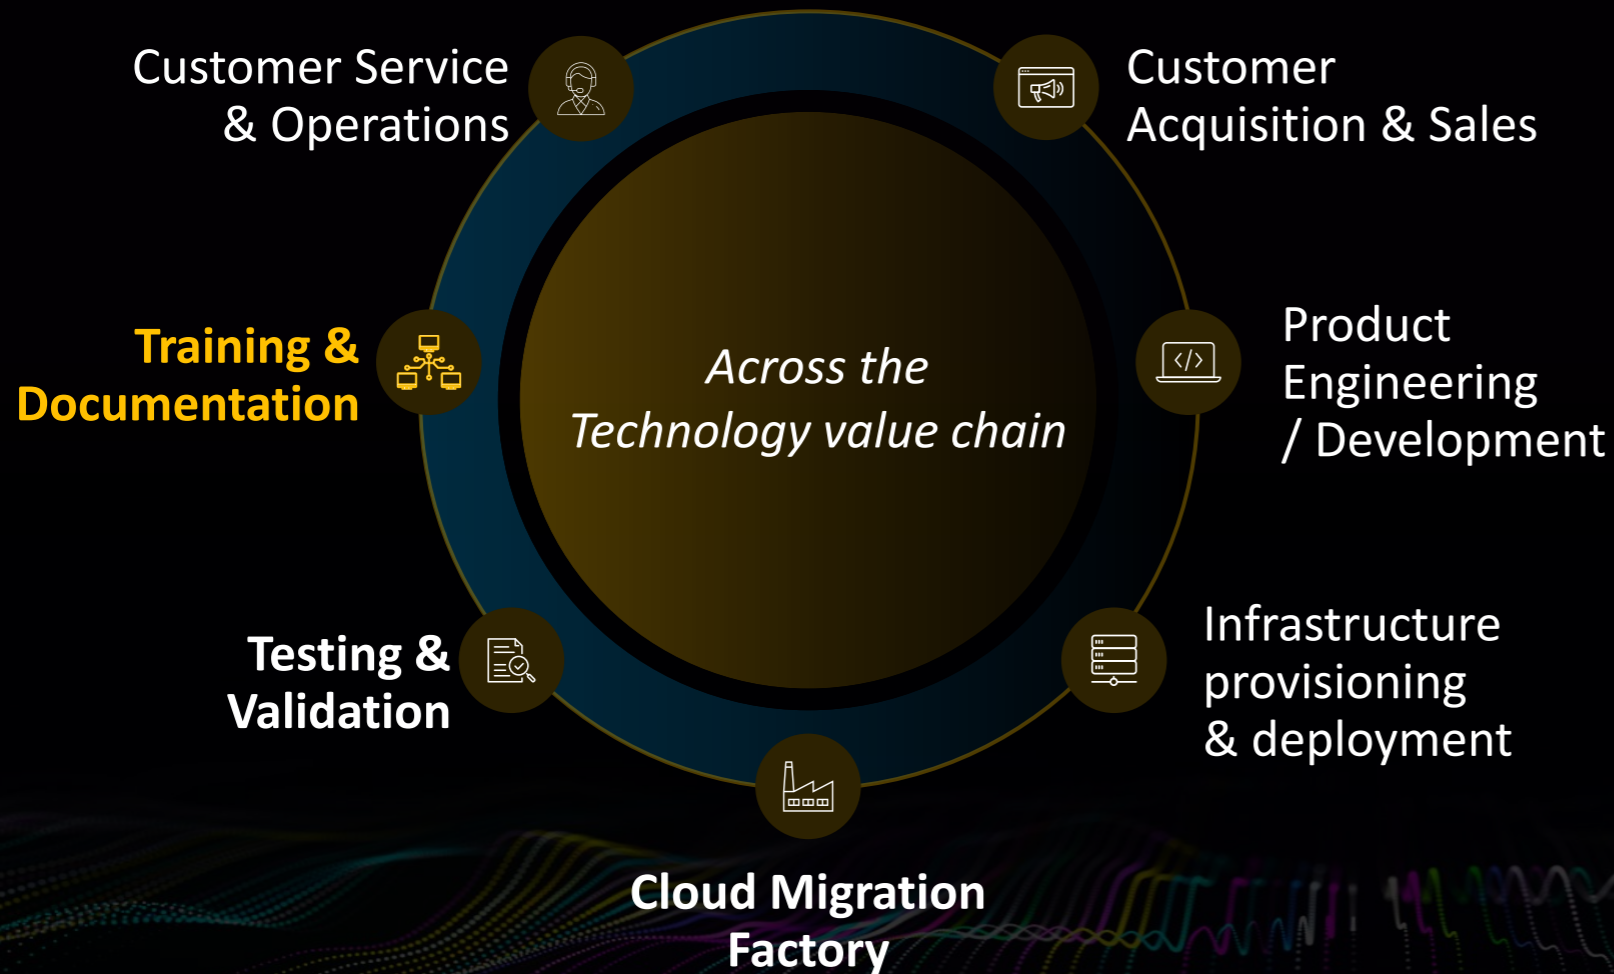 Customer Service
& Operations
Customer
Acquisition & Sales
Training &
Documentation
Across the
Technology value chain
Product
Engineering
/ Development
Testing &
Validation
Infrastructure
provisioning
& deployment
Cloud Migration
Factory